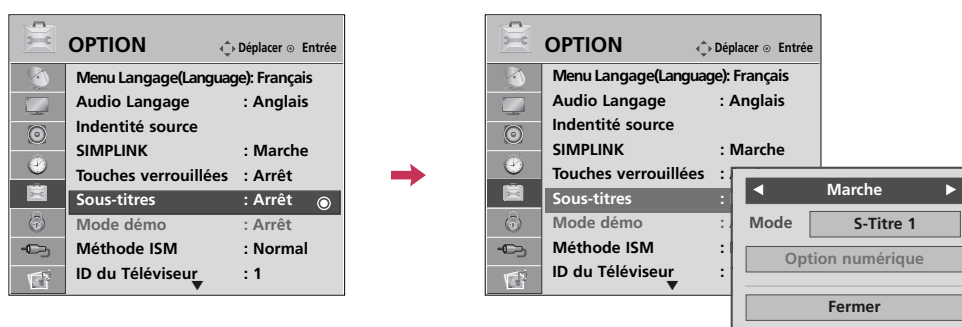 OPTION Déplacer Entrée
Menu Langage(Language): Français
Audio Langage : Anglais
Indentité source
SIMPLINK : Marche
Touches verrouillées : Arrêt
Sous-titres : Arrêt
Mode démo : Arrêt
Méthode ISM : Normal
ID du Téléviseur : 1
OPTION Déplacer Entrée
Menu Langage(Language): Français
Audio Langage : Anglais
Indentité source
SIMPLINK : Marche
Touches verrouillées :
Sous-titres :
Mode démo :
Méthode ISM :
ID du Téléviseur :
Marche
Mode S-Titre 1
Option numérique
Fermer